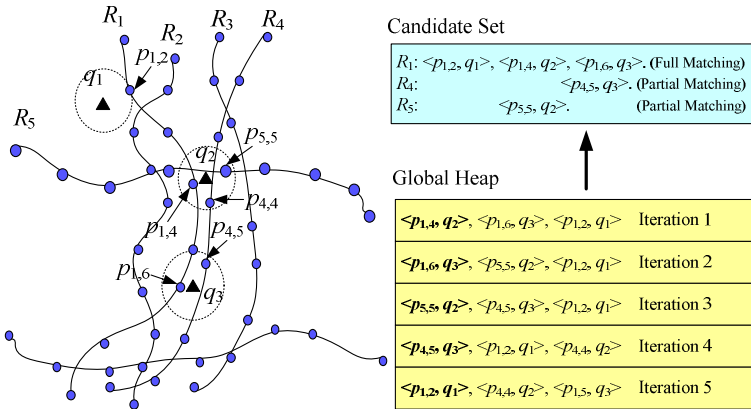 R1
R2
R3
R4
p1,2
q1
R5
q2
p5,5
p4,4
p1,4
p4,5
p1,6
q3
Candidate Set
R1: <p1,2, q1>, <p1,4, q2>, <p1,6, q3>. (Full Matching)
R4: <p4,5, q3>. (Partial Matching)
R5: <p5,5, q2>. (Partial Matching)
Global Heap
<p1,4, q2>, <p1,6, q3>, <p1,2, q1> Iteration 1
<p1,6, q3>, <p5,5, q2>, <p1,2, q1> Iteration 2
<p5,5, q2>, <p4,5, q3>, <p1,2, q1> Iteration 3
<p4,5, q3>, <p1,2, q1>, <p4,4, q2> Iteration 4
<p1,2, q1>, <p4,4, q2>, <p1,5, q3> Iteration 5